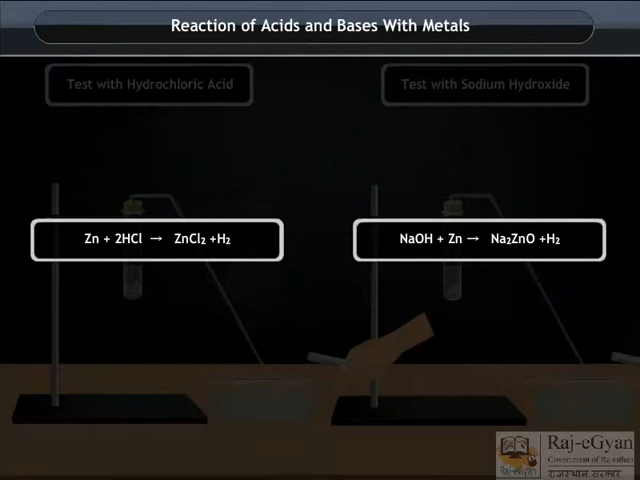 Reaction of Acids and Bases With Metals
Test with Hydrochloric Acid
Test with Sodium Hydroxide
Zn + 2HCl → ZnCl₂ +H₂
NaOH + Zn → Na₂ZnO +H₂
Raj-eGyan
Government of Rajasthan
राजस्थान सरकार